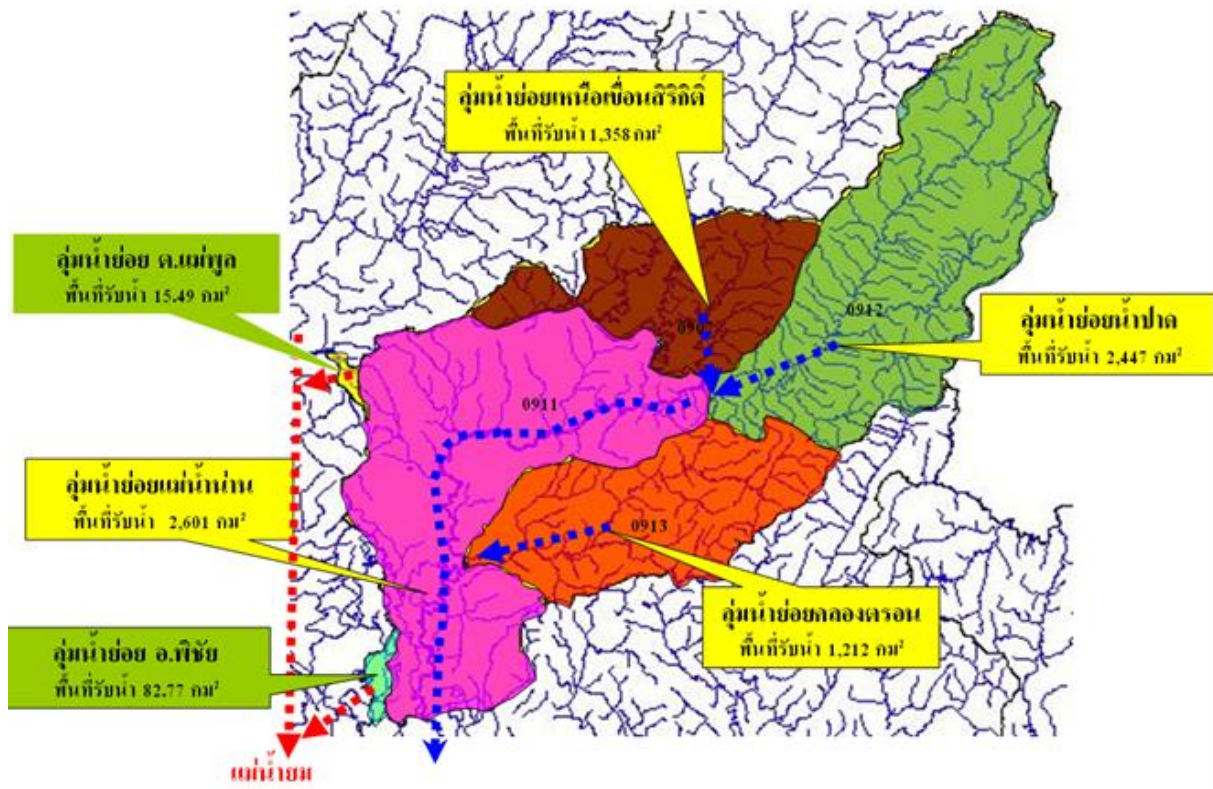 ลุ่มน้ำย่อยเหนือเขื่อนสิริกิติ์
พื้นที่รับน้ำ 1,358 กม²
ลุ่มน้ำย่อย ต.แม่พูล
พื้นที่รับน้ำ 15.49 กม²
0912
ลุ่มน้ำย่อยน้ำปาด
พื้นที่รับน้ำ 2,447 กม²
0911
ลุ่มน้ำย่อยแม่น้ำน่าน
พื้นที่รับน้ำ 2,601 กม²
0913
ลุ่มน้ำย่อยคลองตรอน
พื้นที่รับน้ำ 1,212 กม²
ลุ่มน้ำย่อย อ.พิชัย
พื้นที่รับน้ำ 82.77 กม²
แม่น้ำยม